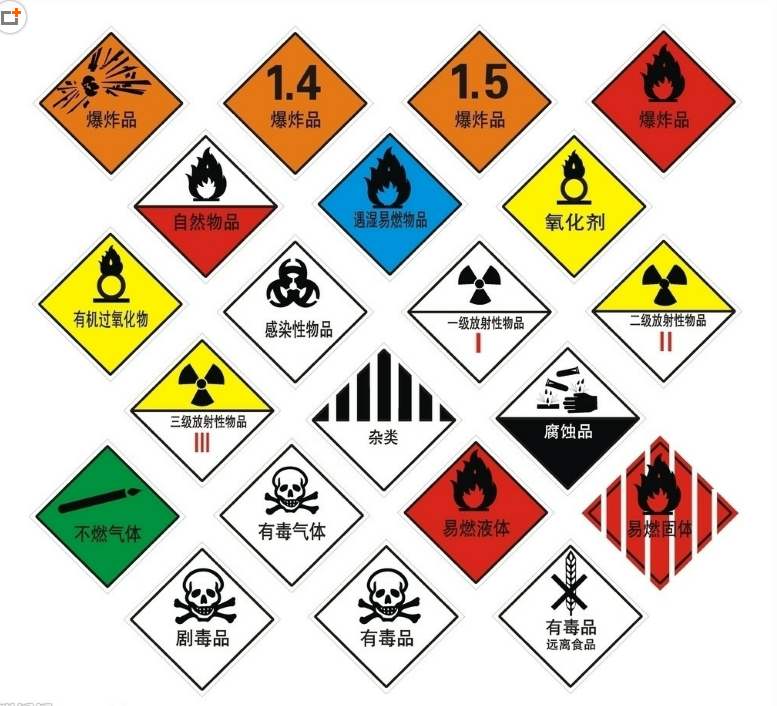 爆炸品
1.4
爆炸品
1.5
爆炸品
爆炸品
自然物品
遇湿易燃物品
氧化剂
有机过氧化物
感染性物品
一级放射性物品
I
二级放射性物品
II
三级放射性物品
III
杂类
腐蚀品
不燃气体
有毒气体
易燃液体
易燃固体
剧毒品
有毒品
有毒品
远离食品